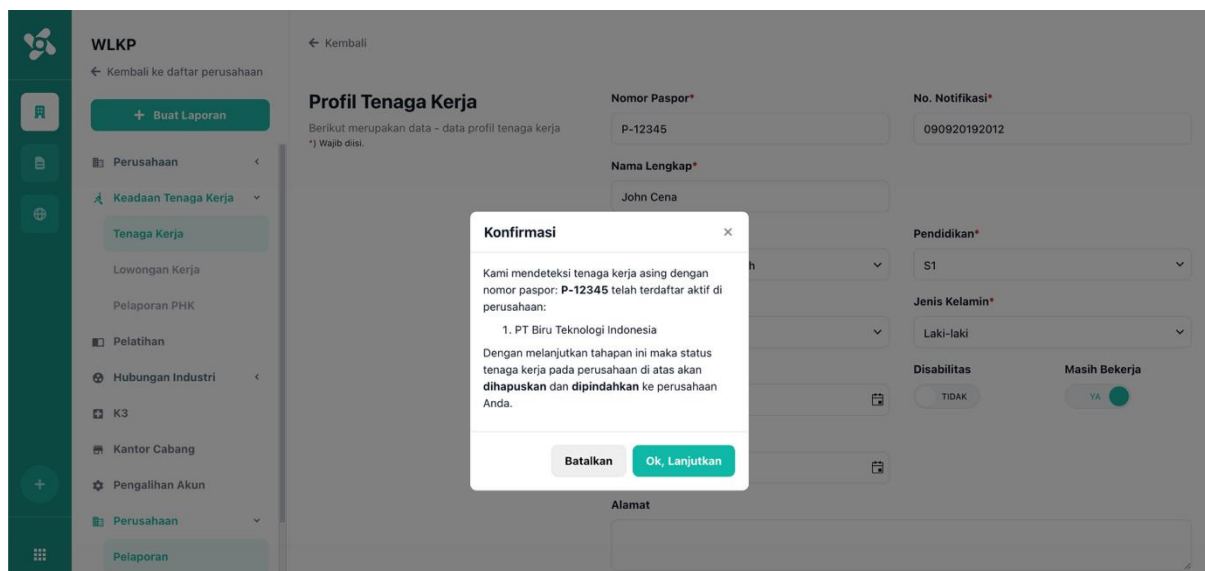 WLKP
← Kembali ke daftar perusahaan
+ Buat Laporan
Perusahaan
Keadaan Tenaga Kerja
Tenaga Kerja
Lowongan Kerja
Pelaporan PHK
Pelatihan
Hubungan Industri
K3
Kantor Cabang
Pengalihan Akun
Perusahaan
Pelaporan
← Kembali
Profil Tenaga Kerja
Berikut merupakan data - data profil tenaga kerja
*) Wajib diisi.
Nomor Paspor*
P-12345
No. Notifikasi*
090920192012
Nama Lengkap*
John Cena
h
Pendidikan*
S1
Jenis Kelamin*
Laki-laki
Disabilitas
TIDAK
Masih Bekerja
YA
Alamat
Konfirmasi
×
Kami mendeteksi tenaga kerja asing dengan
nomor paspor: P-12345 telah terdaftar aktif di
perusahaan:
1. PT Biru Teknologi Indonesia
Dengan melanjutkan tahapan ini maka status
tenaga kerja pada perusahaan di atas akan
dihapuskan dan dipindahkan ke perusahaan
Anda.
Batalkan
Ok, Lanjutkan